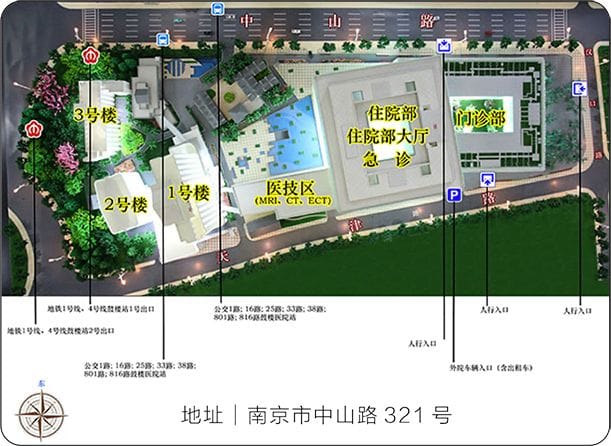 中山路
汉口路
3号楼
2号楼
1号楼
医技区
(MRI、CT、ECT)
住院部
住院部大厅
急诊
门诊部
P
天津路
地铁1号线、4号线鼓楼站1号出口
地铁1号线、4号线鼓楼站2号出口
公交1路; 16路; 25路; 33路; 38路;
801路; 816路鼓楼医院站
公交1路; 16路; 25路; 33路; 38路;
801路; 816路鼓楼医院站
人行入口
人行入口
人行入口
外院车辆入口(含出租车)
东
地址｜南京市中山路 321 号